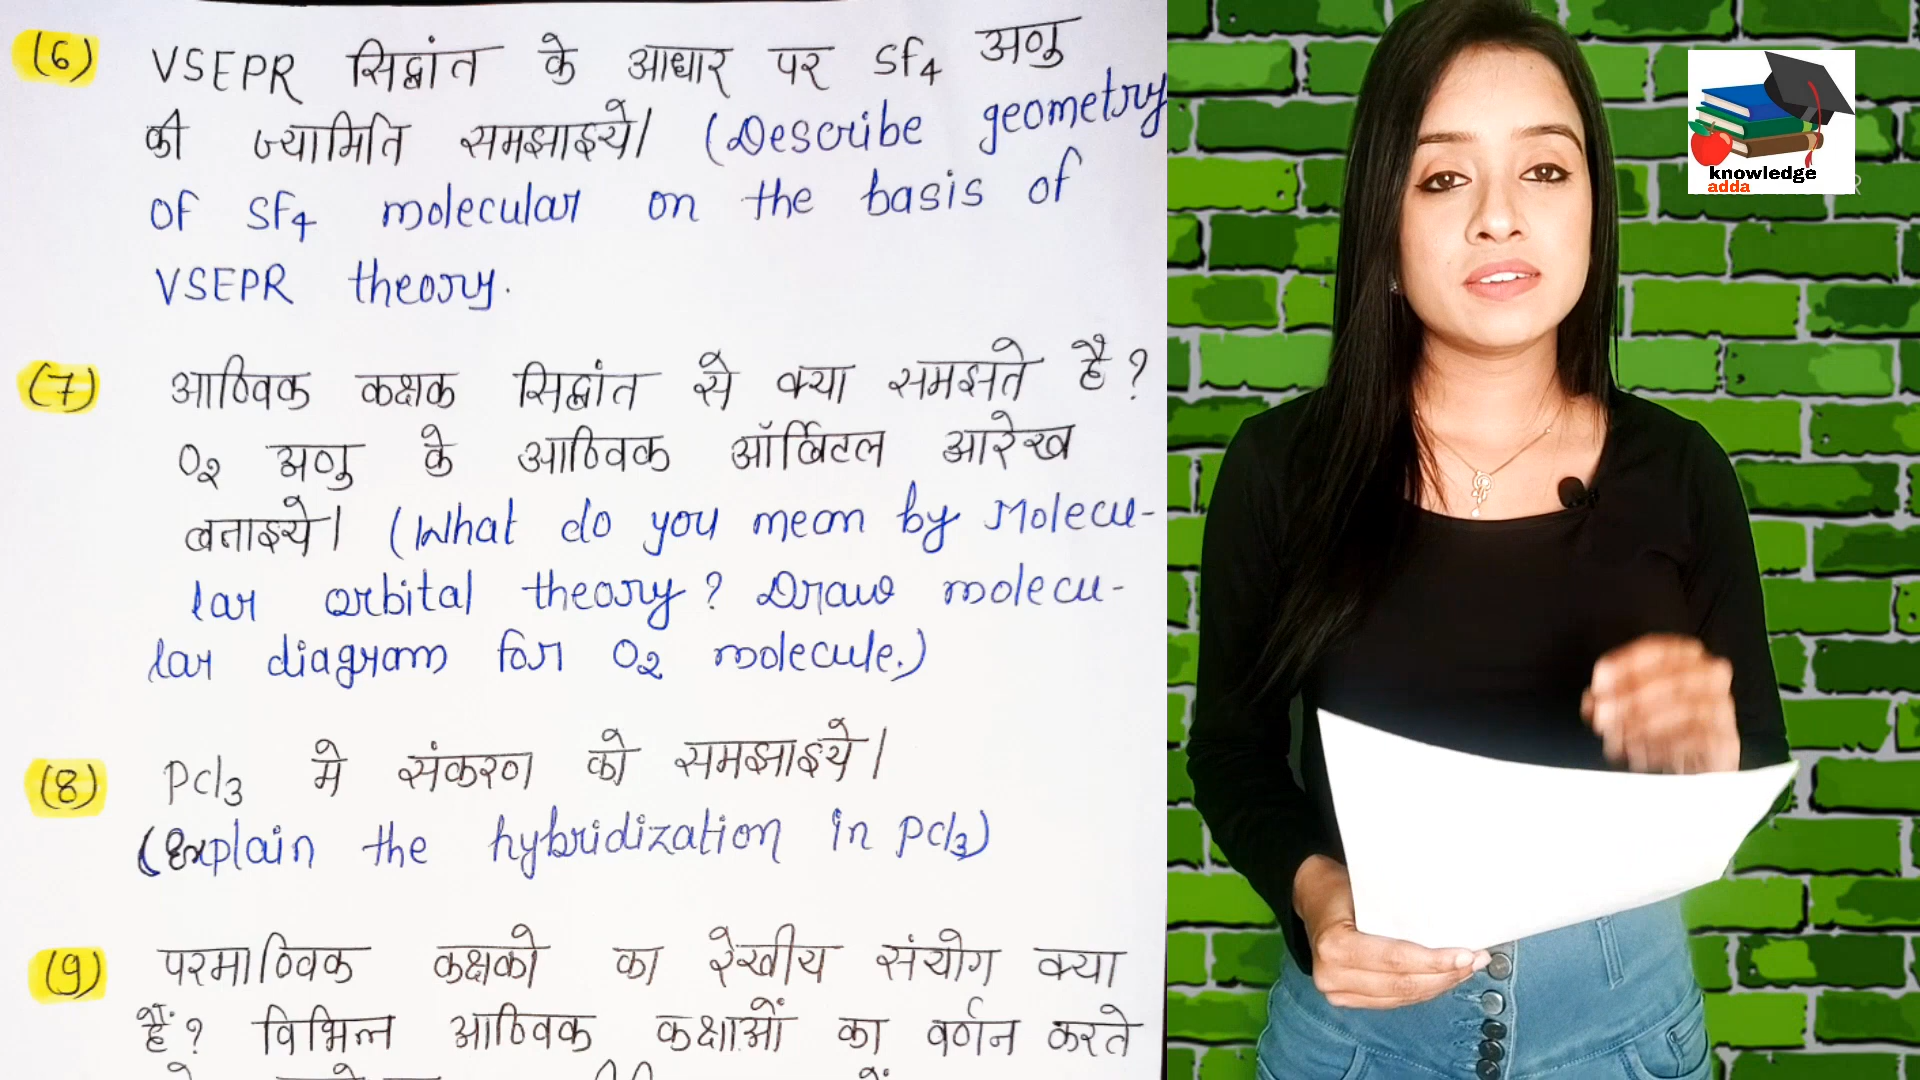 (6) VSEPR सिद्धांत के आधार पर SF4 अणु
की ज्यामिति समझाइये। (Describe geometry
of SF4 molecular on the basis of
VSEPR theory.
(7) आण्विक कक्षक सिद्धांत से क्या समझते है?
O2 अणु के आण्विक ऑर्बिटल आरेख
बनाइये। (What do you mean by Molecu-
lar orbital theory? Draw molecu-
lar diagram for O2 molecule.)
(8) PCl3 मे संकरण को समझाइये।
(Explain the hybridization in PCl3)
(9) परमाण्विक कक्षको का रेखीय संयोग क्या
हैं? विभिन्न आण्विक कक्षाओं का वर्णन करते
knowledge
adda